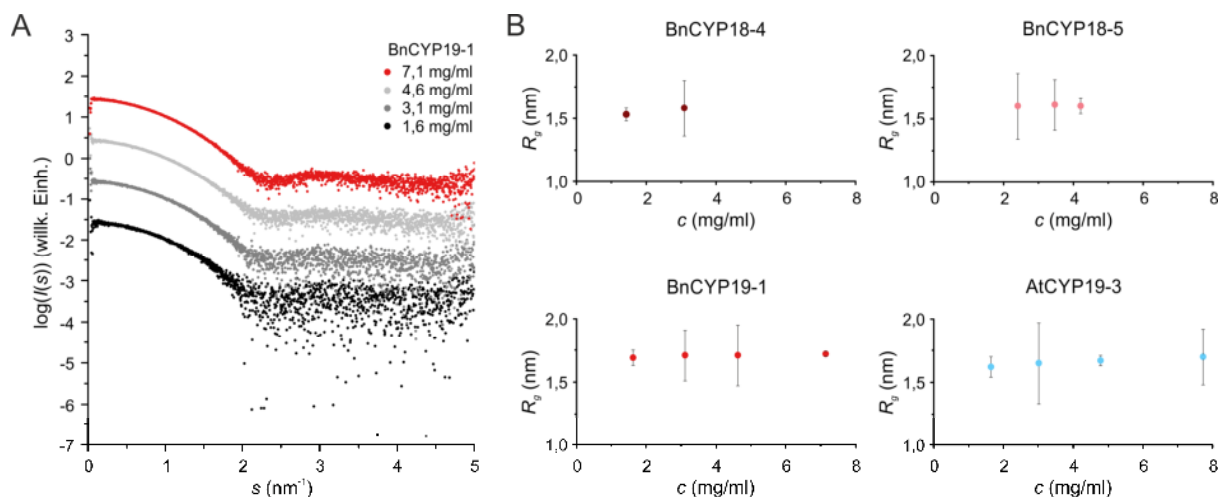 A
BnCYP19-1
7,1 mg/ml
4,6 mg/ml
3,1 mg/ml
1,6 mg/ml
log(I(s)) (willk. Einh.)
3
2
1
0
-1
-2
-3
-4
-5
-6
-7
0 1 2 3 4 5
s (nm⁻¹)
B
BnCYP18-4
Rg (nm)
2,0
1,5
1,0
0 2 4 6 8
c (mg/ml)
BnCYP18-5
Rg (nm)
2,0
1,5
1,0
0 2 4 6 8
c (mg/ml)
BnCYP19-1
Rg (nm)
2,0
1,5
1,0
0 2 4 6 8
c (mg/ml)
AtCYP19-3
Rg (nm)
2,0
1,5
1,0
0 2 4 6 8
c (mg/ml)